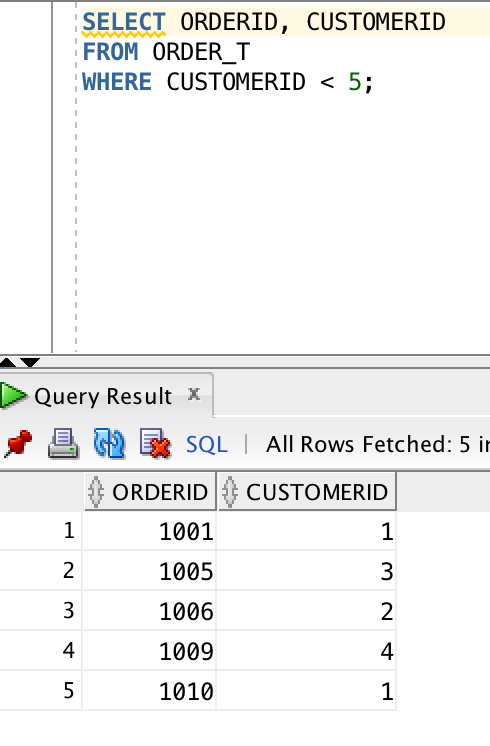 SELECT ORDERID, CUSTOMERID
FROM ORDER_T
WHERE CUSTOMERID < 5;
Query Result x
SQL | All Rows Fetched: 5 in
ORDERID CUSTOMERID
1 1001 1
2 1005 3
3 1006 2
4 1009 4
5 1010 1